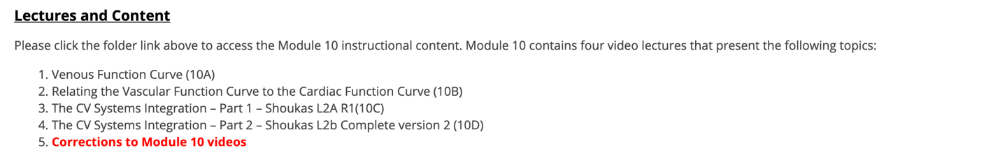 Lectures and Content
Please click the folder link above to access the Module 10 instructional content. Module 10 contains four video lectures that present the following topics:
1. Venous Function Curve (10A)
2. Relating the Vascular Function Curve to the Cardiac Function Curve (10B)
3. The CV Systems Integration – Part 1 – Shoukas L2A R1(10C)
4. The CV Systems Integration – Part 2 – Shoukas L2b Complete version 2 (10D)
5. Corrections to Module 10 videos